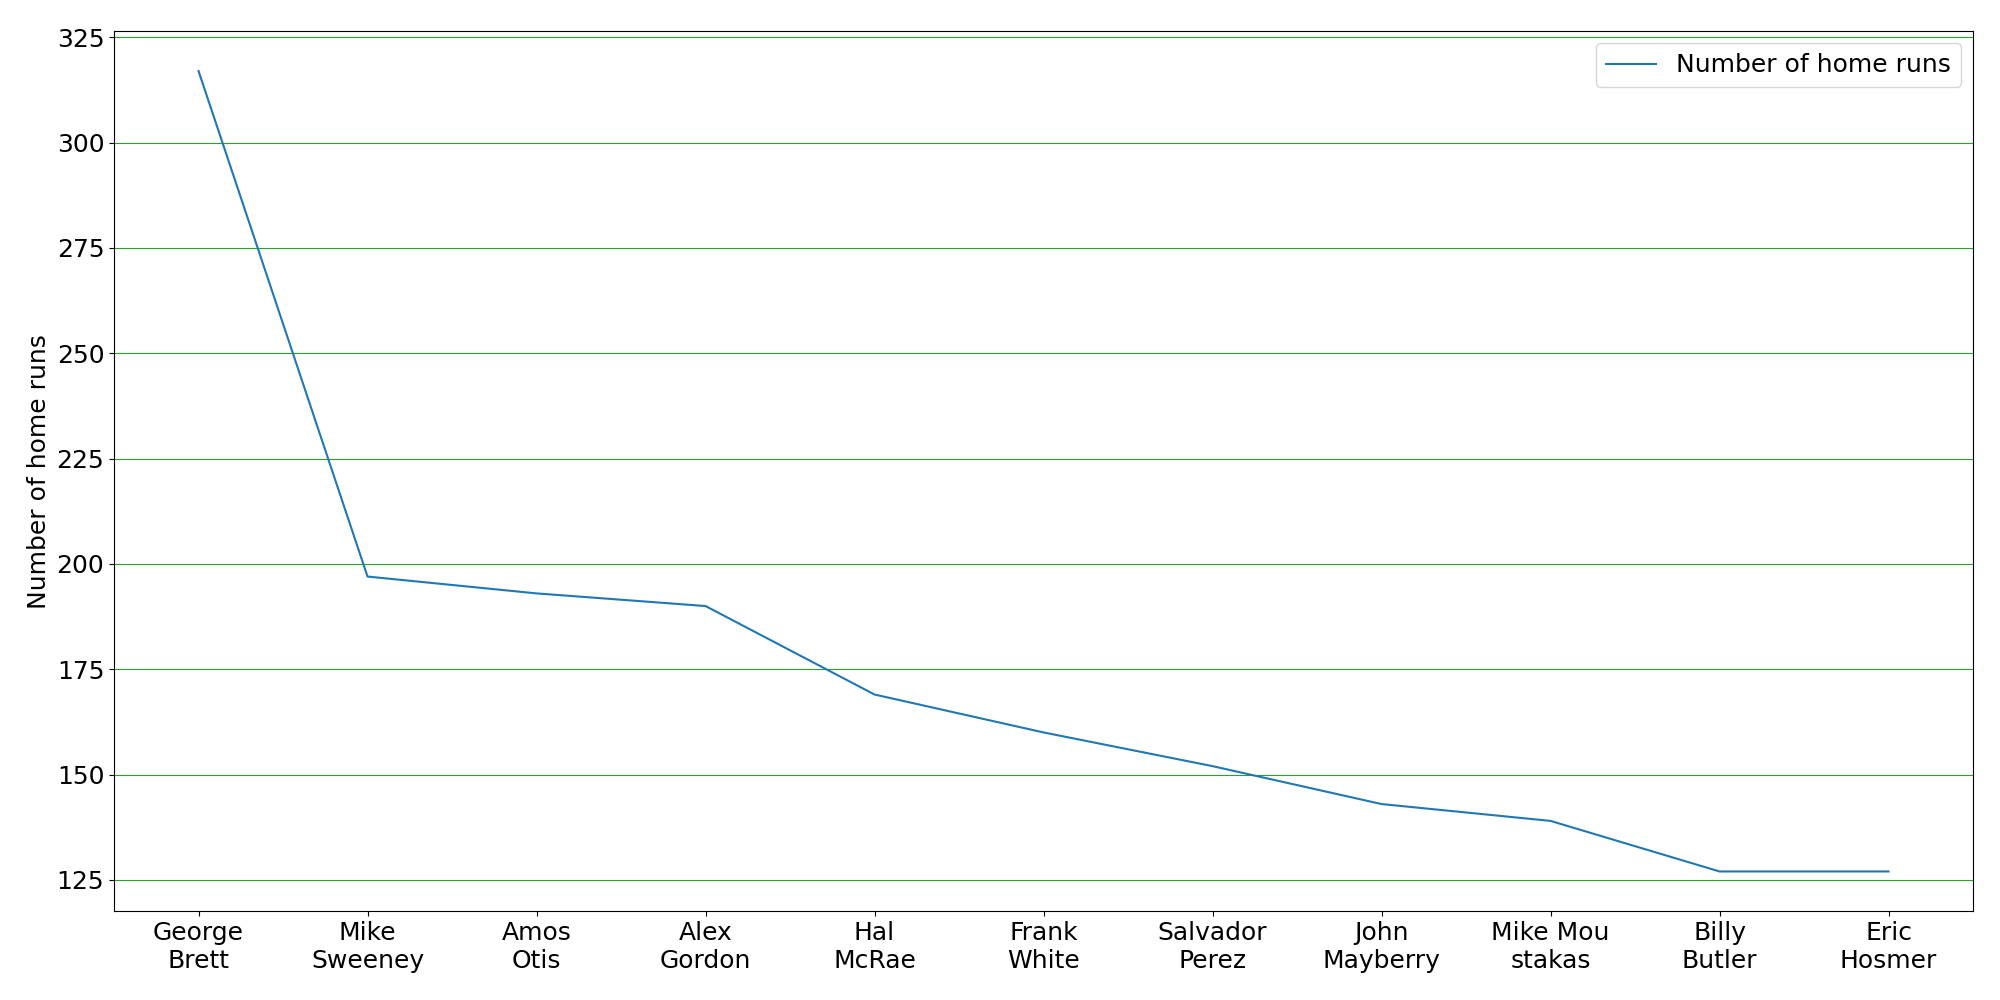 325
300
275
250
225
200
175
150
125
Number of home runs
Number of home runs
George
Brett
Mike
Sweeney
Amos
Otis
Alex
Gordon
Hal
McRae
Frank
White
Salvador
Perez
John
Mayberry
Mike Mou
stakas
Billy
Butler
Eric
Hosmer